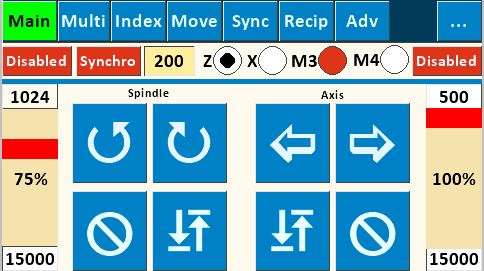 Main Multi Index Move Sync Recip Adv ...
Disabled Synchro 200 Z X M3 M4 Disabled
Spindle Axis
1024 500
75% 100%
15000 15000